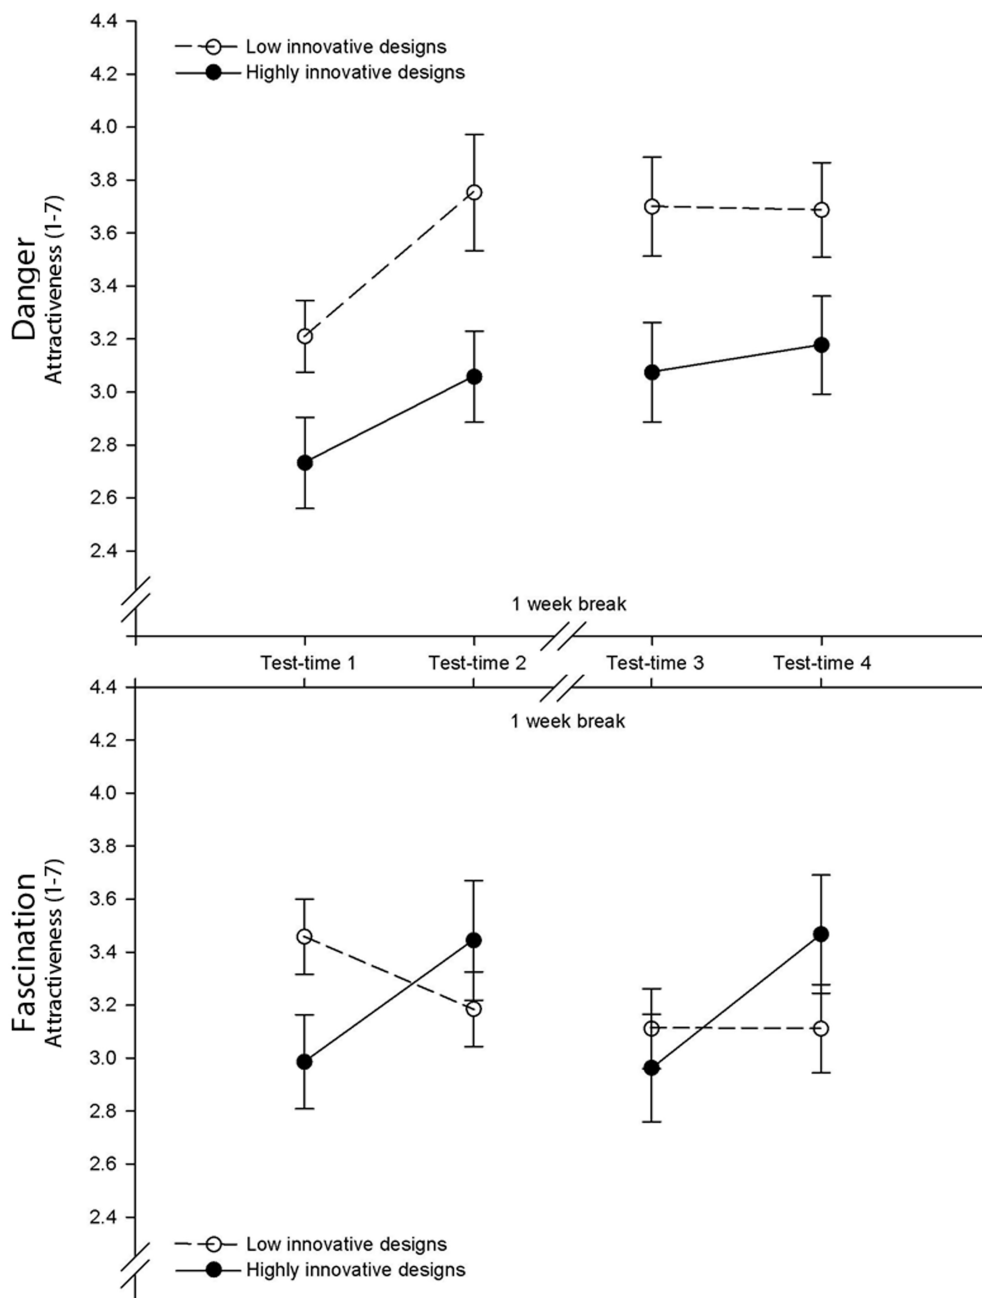 4.4
Low innovative designs
Highly innovative designs
4.2
4.0
3.8
3.6
3.4
3.2
3.0
2.8
2.6
2.4
Danger
Attractiveness (1-7)
1 week break
Test-time 1
Test-time 2
Test-time 3
Test-time 4
4.4
1 week break
4.2
4.0
3.8
3.6
3.4
3.2
3.0
2.8
2.6
2.4
Fascination
Attractiveness (1-7)
Low innovative designs
Highly innovative designs